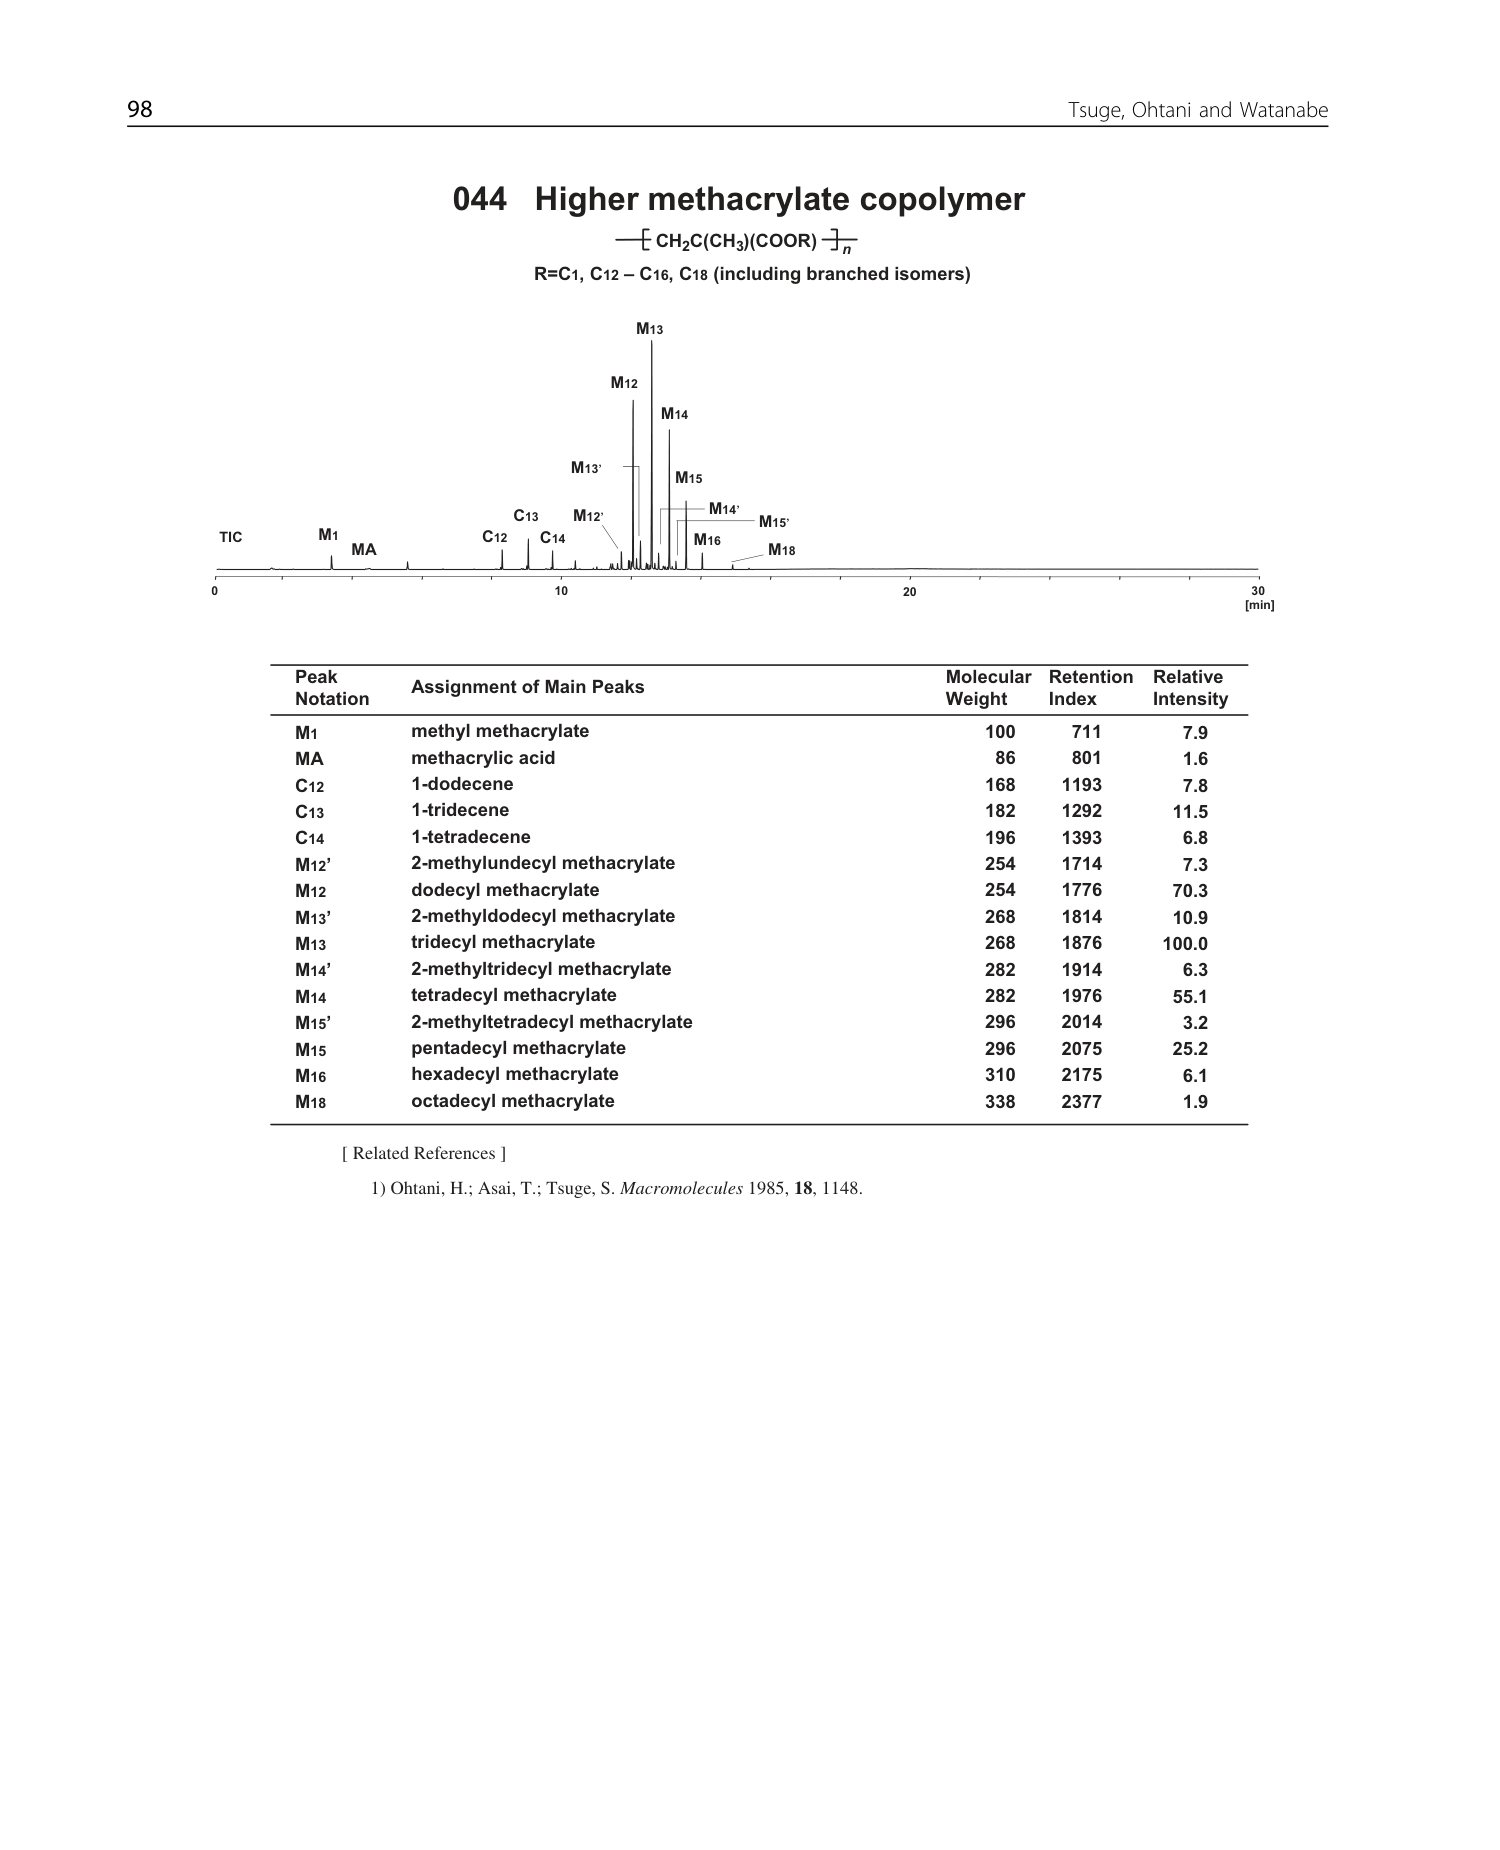 98 Tsuge, Ohtani and Watanabe
044 Higher methacrylate copolymer
[ CH2C(CH3)(COOR) ]n
R=C1, C12 – C16, C18 (including branched isomers)
M13
M12
M14
M13’
M15
M14’
C13 M12’ M15’
TIC M1 C12 C14 M16
MA M18
0 10 20 30
[min]
Peak Notation Assignment of Main Peaks Molecular Weight Retention Index Relative Intensity
M1 methyl methacrylate 100 711 7.9
MA methacrylic acid 86 801 1.6
C12 1-dodecene 168 1193 7.8
C13 1-tridecene 182 1292 11.5
C14 1-tetradecene 196 1393 6.8
M12’ 2-methylundecyl methacrylate 254 1714 7.3
M12 dodecyl methacrylate 254 1776 70.3
M13’ 2-methyldodecyl methacrylate 268 1814 10.9
M13 tridecyl methacrylate 268 1876 100.0
M14’ 2-methyltridecyl methacrylate 282 1914 6.3
M14 tetradecyl methacrylate 282 1976 55.1
M15’ 2-methyltetradecyl methacrylate 296 2014 3.2
M15 pentadecyl methacrylate 296 2075 25.2
M16 hexadecyl methacrylate 310 2175 6.1
M18 octadecyl methacrylate 338 2377 1.9
[ Related References ]
1) Ohtani, H.; Asai, T.; Tsuge, S. Macromolecules 1985, 18, 1148.